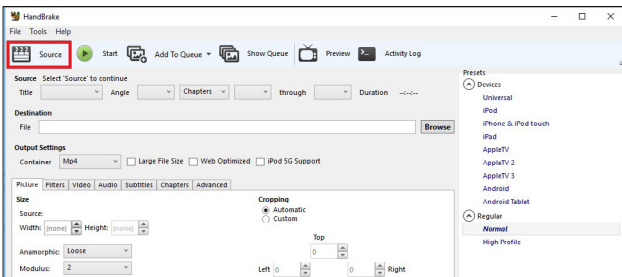 HandBrake
File Tools Help
Source Start Add To Queue Show Queue Preview Activity Log
Source Select 'Source' to continue
Title Angle Chapters through Duration --:--:--
Destination
File Browse
Output Settings
Container Mp4 Large File Size Web Optimized iPod 5G Support
Picture Filters Video Audio Subtitles Chapters Advanced
Size
Source:
Width: (none) Height: (none)
Anamorphic: Loose
Modulus: 2
Cropping
Automatic
Custom
Top
0
Left 0 0 Right
Presets
Devices
Universal
iPod
iPhone & iPod touch
iPad
AppleTV
AppleTV 2
AppleTV 3
Android
Android Tablet
Regular
Normal
High Profile